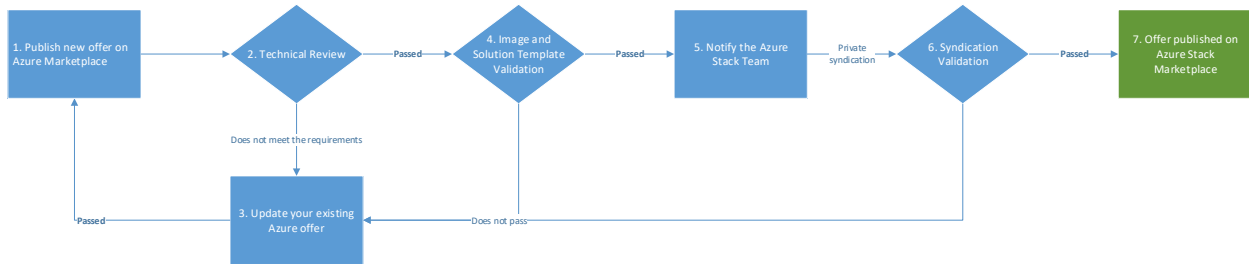 1. Publish new offer on
Azure Marketplace
2. Technical Review
Passed
4. Image and
Solution Template
Validation
Passed
5. Notify the Azure
Stack Team
Private
syndication
6. Syndication
Validation
Passed
7. Offer published on
Azure Stack
Marketplace
Does not meet the requirements
3. Update your existing
Azure offer
Passed
Does not pass